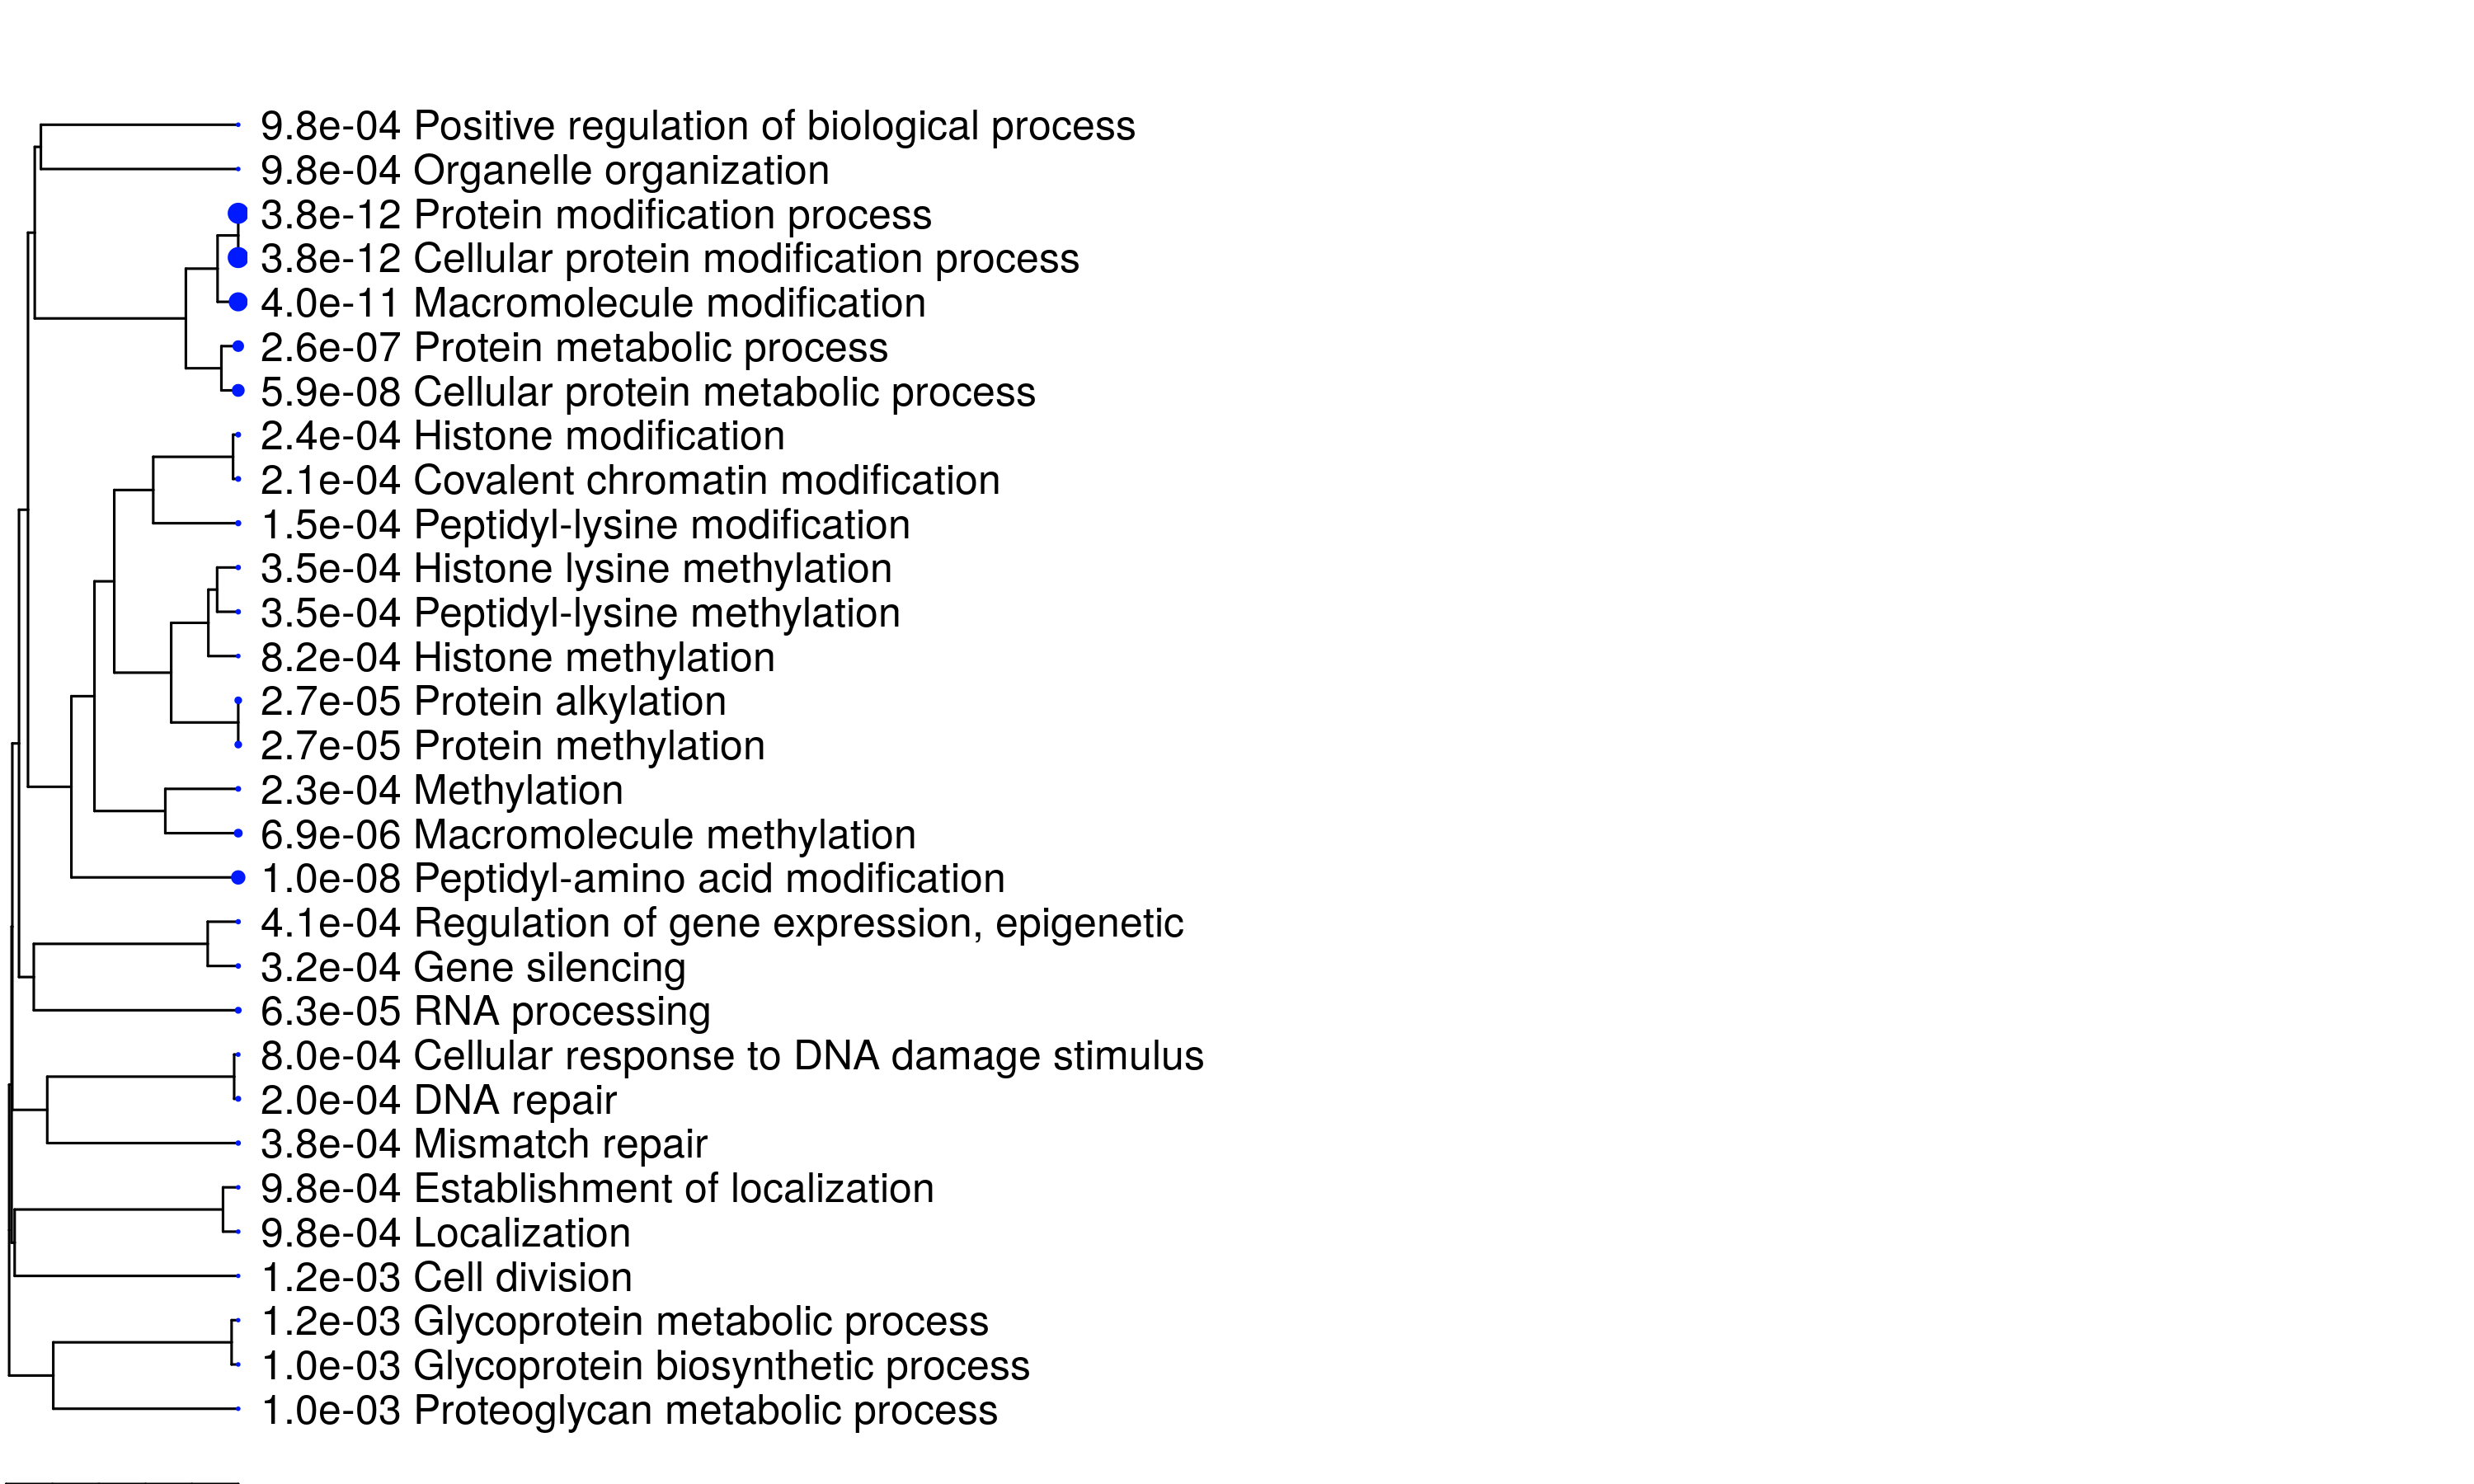 9.8e-04 Positive regulation of biological process
9.8e-04 Organelle organization
3.8e-12 Protein modification process
3.8e-12 Cellular protein modification process
4.0e-11 Macromolecule modification
2.6e-07 Protein metabolic process
5.9e-08 Cellular protein metabolic process
2.4e-04 Histone modification
2.1e-04 Covalent chromatin modification
1.5e-04 Peptidyl-lysine modification
3.5e-04 Histone lysine methylation
3.5e-04 Peptidyl-lysine methylation
8.2e-04 Histone methylation
2.7e-05 Protein alkylation
2.7e-05 Protein methylation
2.3e-04 Methylation
6.9e-06 Macromolecule methylation
1.0e-08 Peptidyl-amino acid modification
4.1e-04 Regulation of gene expression, epigenetic
3.2e-04 Gene silencing
6.3e-05 RNA processing
8.0e-04 Cellular response to DNA damage stimulus
2.0e-04 DNA repair
3.8e-04 Mismatch repair
9.8e-04 Establishment of localization
9.8e-04 Localization
1.2e-03 Cell division
1.2e-03 Glycoprotein metabolic process
1.0e-03 Glycoprotein biosynthetic process
1.0e-03 Proteoglycan metabolic process